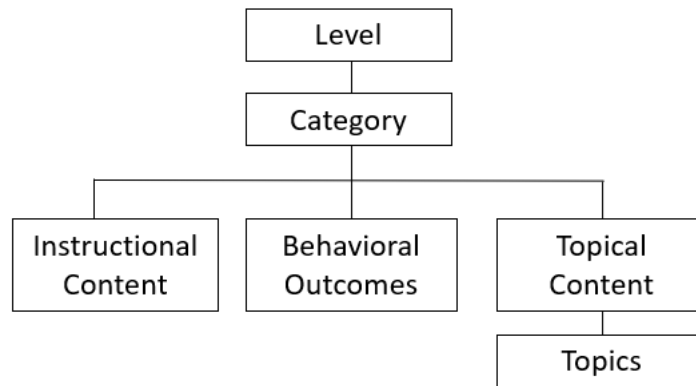 Level
Category
Instructional
Content
Behavioral
Outcomes
Topical
Content
Topics